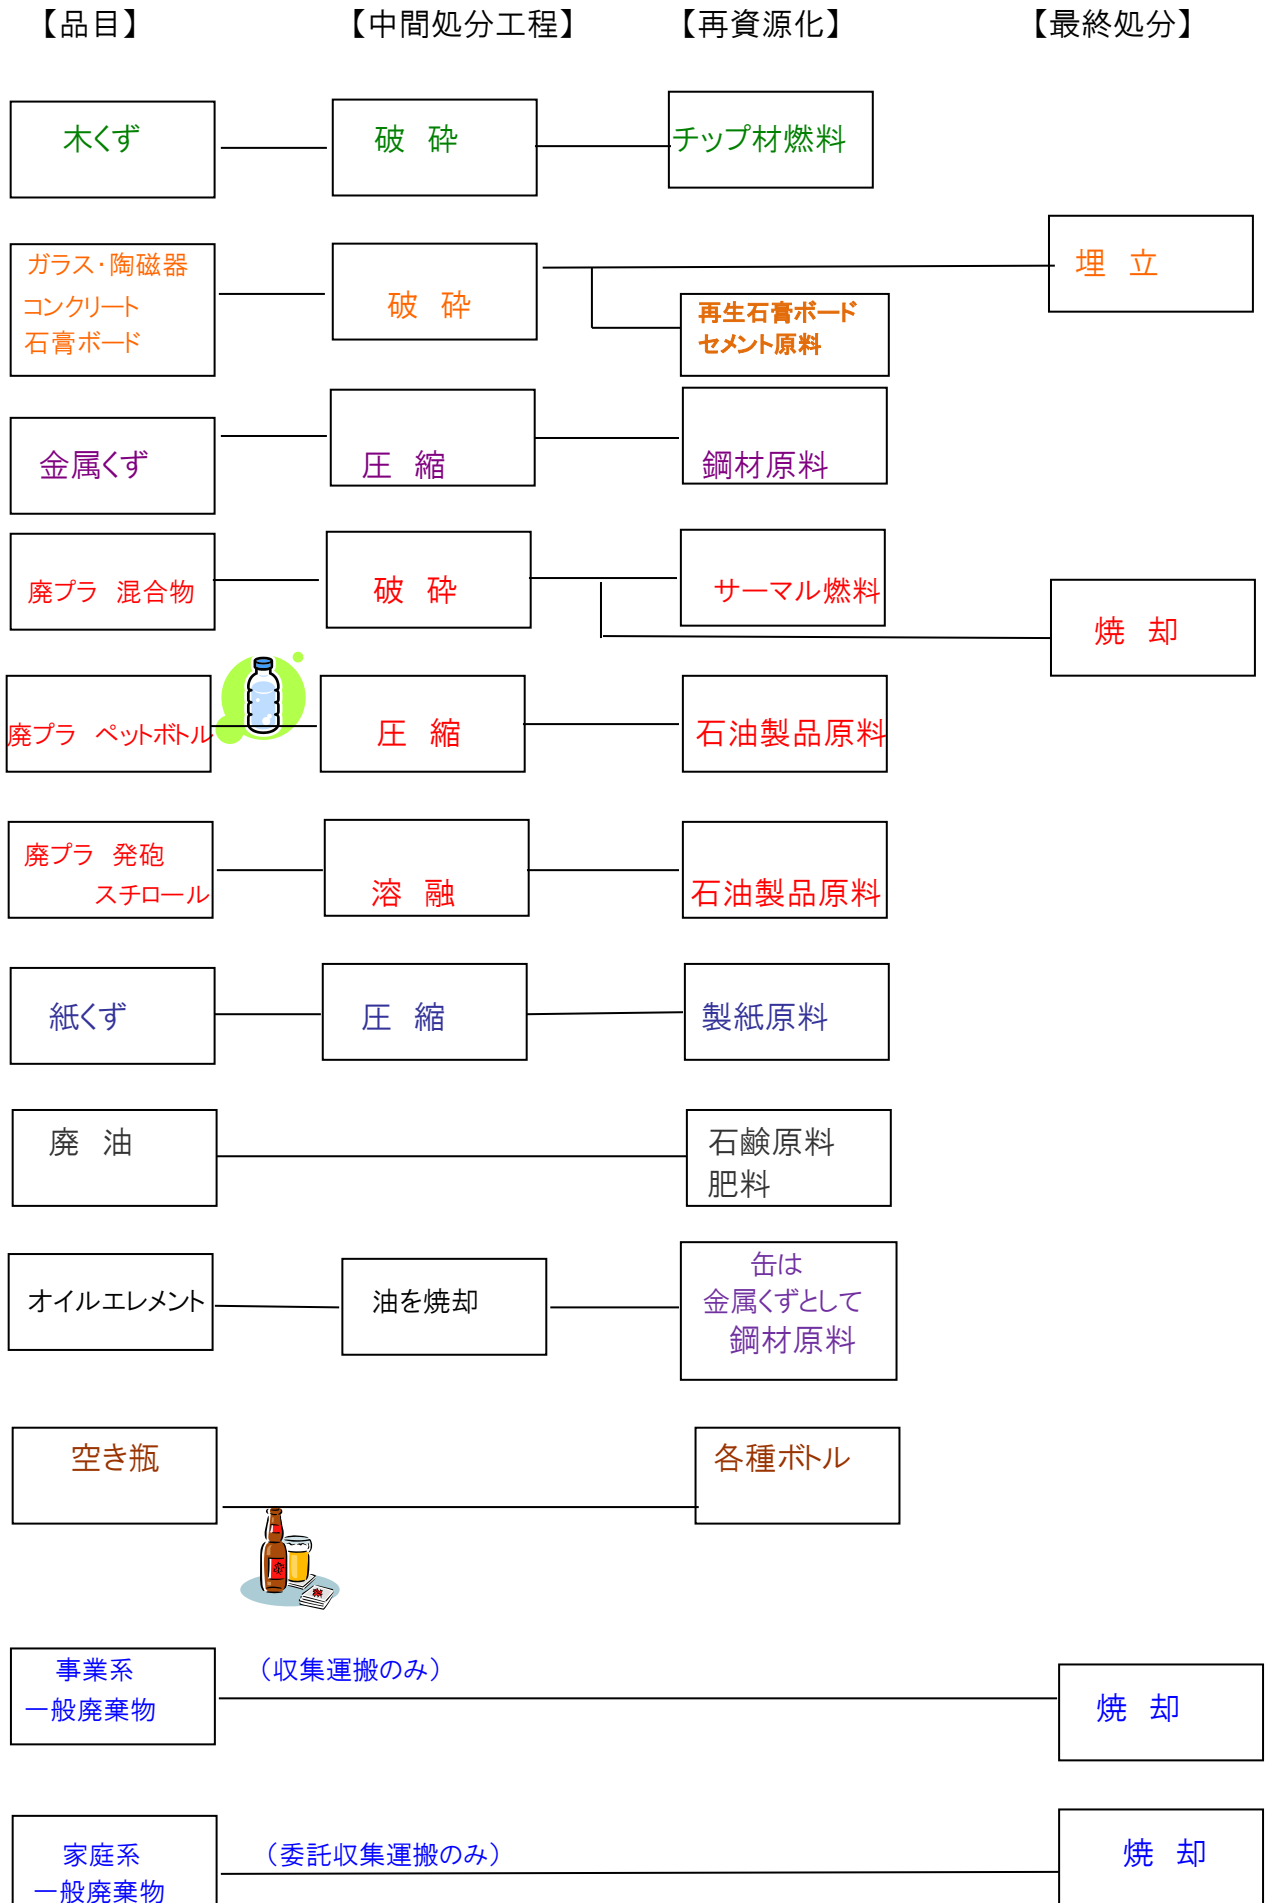 【品目】 【中間処分工程】 【再資源化】 【最終処分】
木くず 破　砕 チップ材燃料
ガラス・陶磁器
コンクリート
石膏ボード
破　砕
再生石膏ボード
セメント原料
埋　立
金属くず 圧　縮 鋼材原料
廃プラ　混合物 破　砕 サーマル燃料 焼　却
廃プラ　ペットボトル 圧　縮 石油製品原料
廃プラ　発砲
スチロール
溶　融 石油製品原料
紙くず 圧　縮 製紙原料
廃　油
石鹸原料
肥料
オイルエレメント 油を焼却
缶は
金属くずとして
鋼材原料
空き瓶 各種ボトル
事業系
一般廃棄物
（収集運搬のみ） 焼　却
家庭系
一般廃棄物
（委託収集運搬のみ） 焼　却